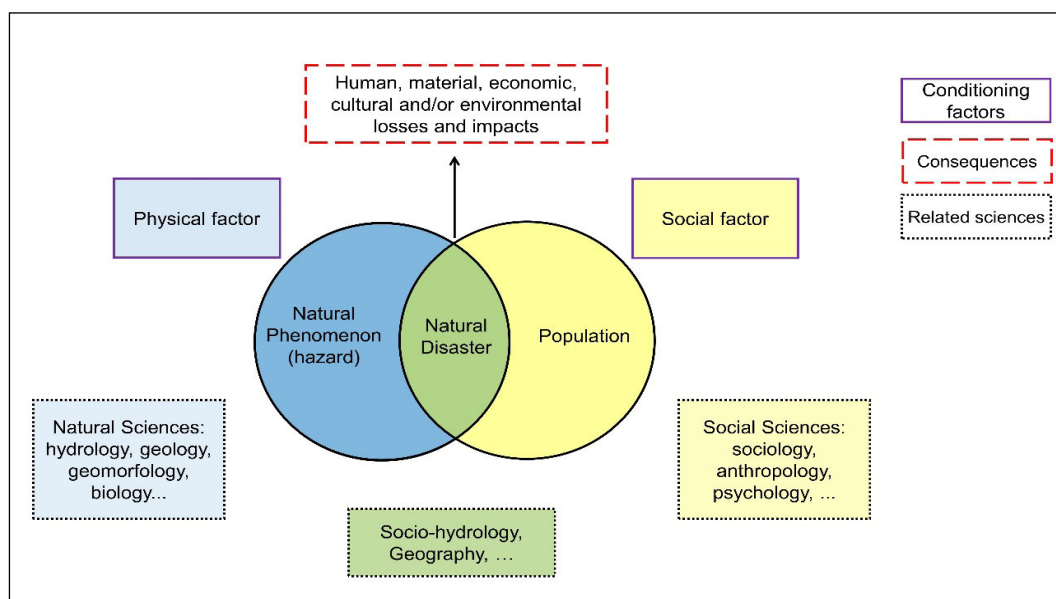 Human, material, economic,
cultural and/or environmental
losses and impacts
Conditioning
factors
Consequences
Related sciences
Physical factor
Social factor
Natural
Phenomenon
(hazard)
Natural
Disaster
Population
Natural Sciences:
hydrology, geology,
geomorfology,
biology...
Social Sciences:
sociology,
anthropology,
psychology, ...
Socio-hydrology,
Geography, …